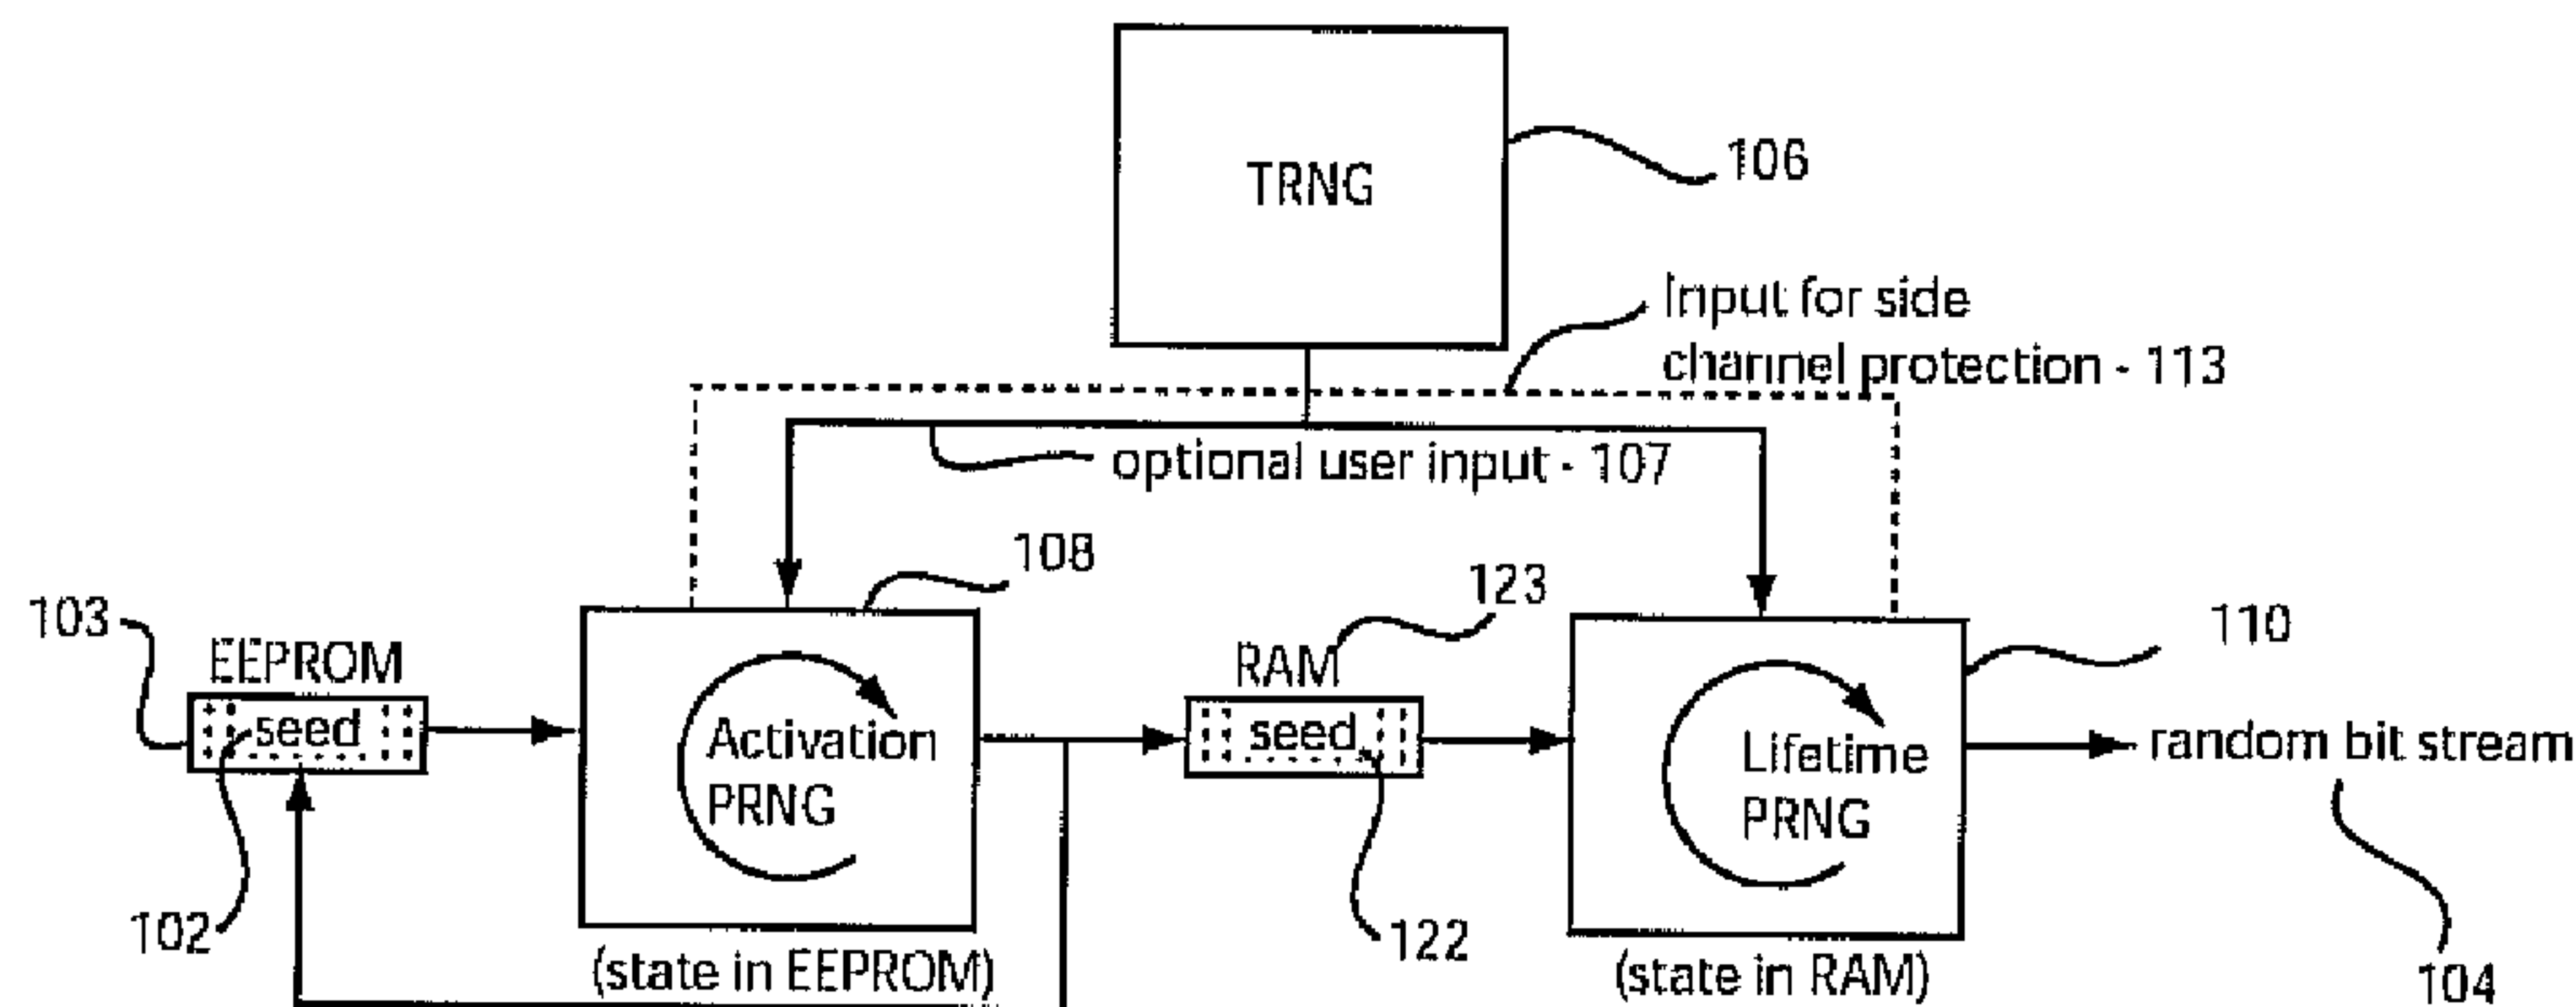 TRNG
106
Input for side
channel protection - 113
optional user input - 107
108
123
103
EEPROM
RAM
110
seed
Activation
PRNG
seed
Lifetime
PRNG
random bit stream
102
122
(state in EEPROM)
(state in RAM)
104